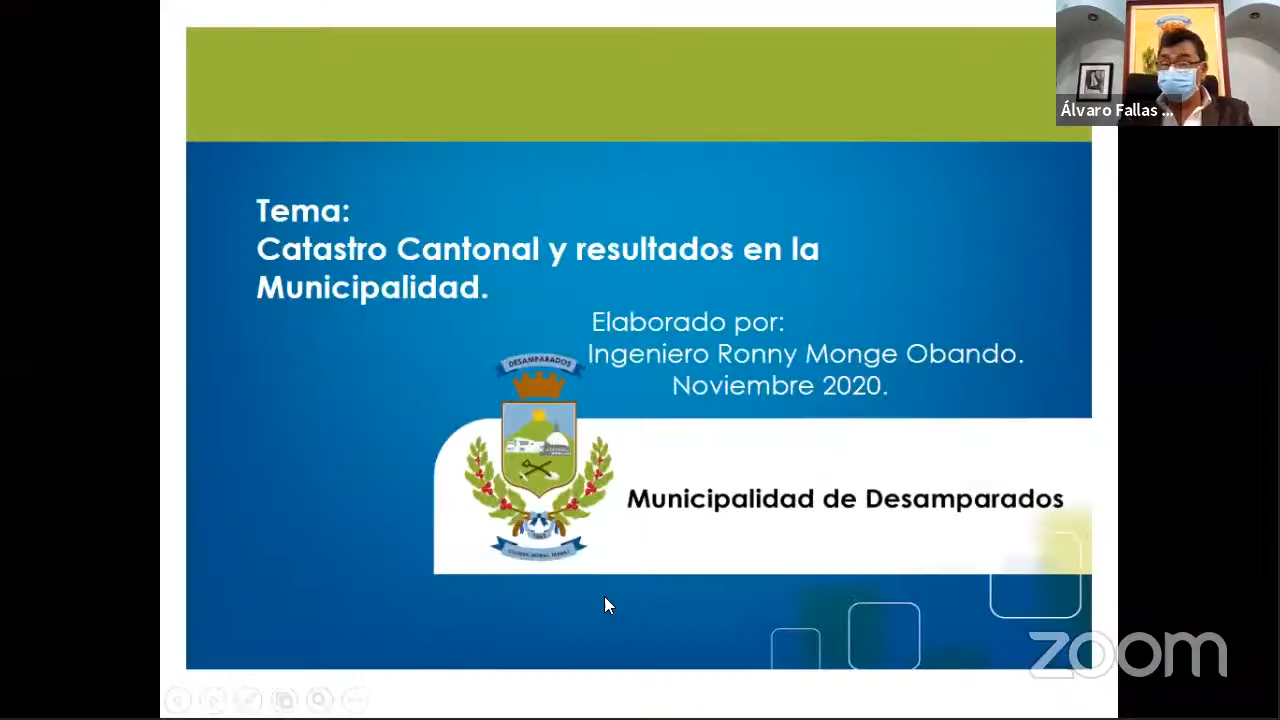 Álvaro Fallas ...
Tema:
Catastro Cantonal y resultados en la
Municipalidad.
Elaborado por:
Ingeniero Ronny Monge Obando.
Noviembre 2020.
DESAMPARADOS
Municipalidad de Desamparados
zoom